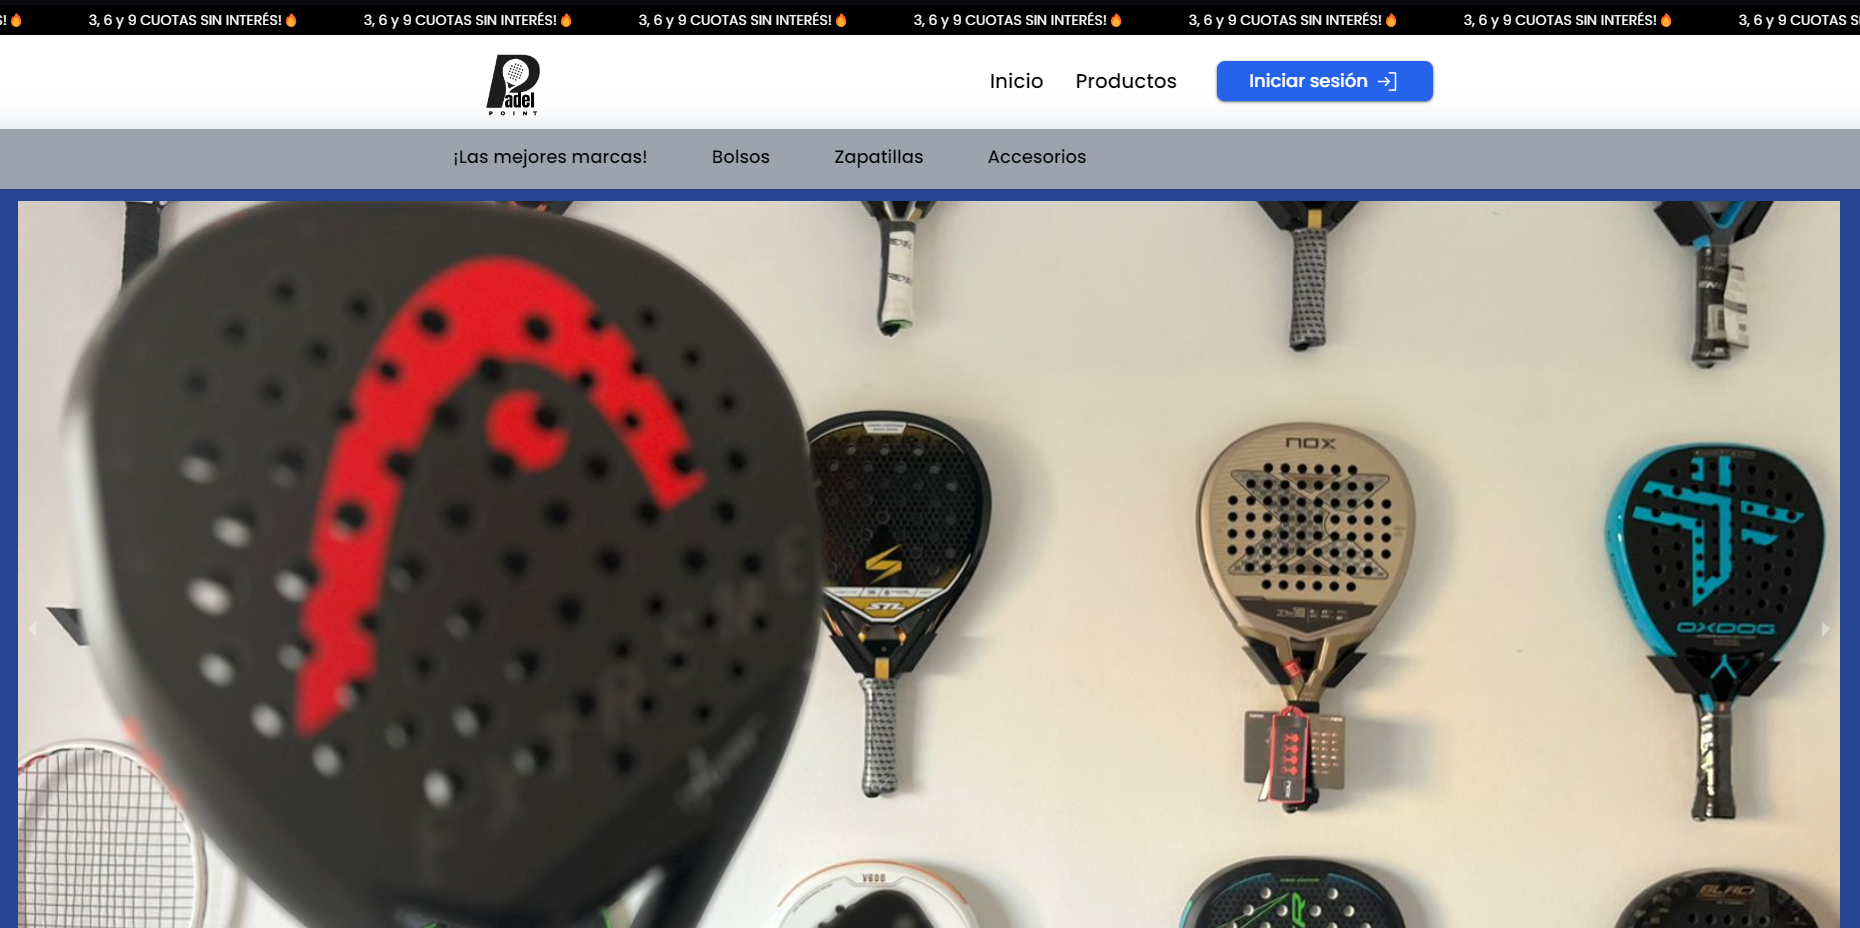 3, 6 y 9 CUOTAS SIN INTERÉS!🔥 3, 6 y 9 CUOTAS SIN INTERÉS!🔥 3, 6 y 9 CUOTAS SIN INTERÉS!🔥 3, 6 y 9 CUOTAS SIN INTERÉS!🔥 3, 6 y 9 CUOTAS SIN INTERÉS!🔥 3, 6 y 9 CUOTAS SIN INTERÉS!🔥 3, 6 y 9 CUOTAS
Padel
POINT
Inicio Productos Iniciar sesión
¡Las mejores marcas! Bolsos Zapatillas Accesorios
nox
STL
OXDOG
V600
BLACK